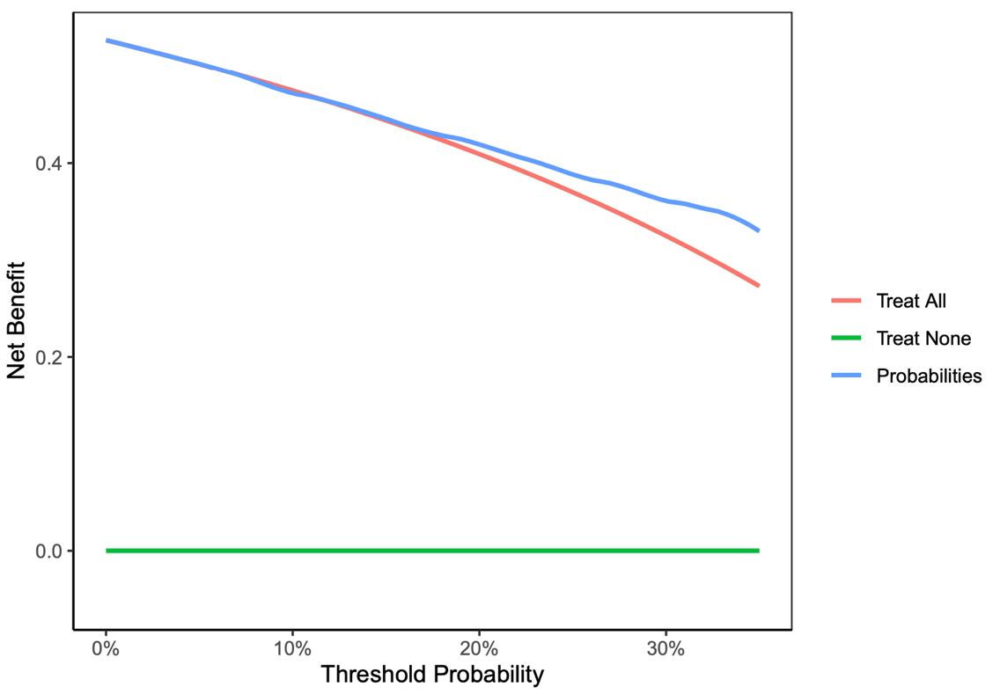 Net Benefit
0.4
0.2
0.0
0%
10%
20%
30%
Threshold Probability
Treat All
Treat None
Probabilities